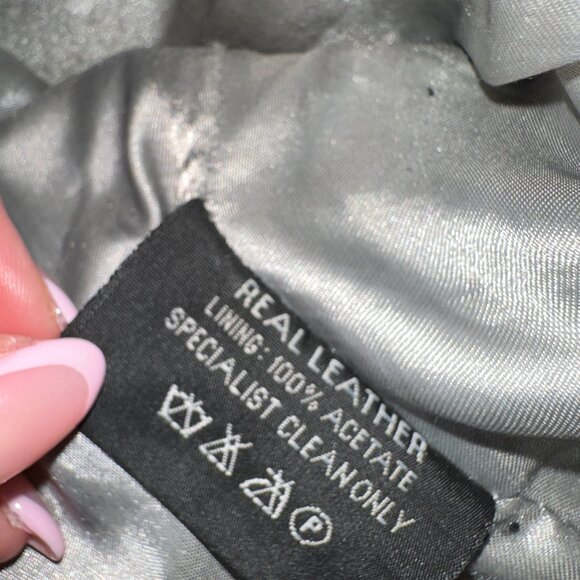 REAL LEATHER
LINING: 100% ACETATE
SPECIALIST CLEAN ONLY
P